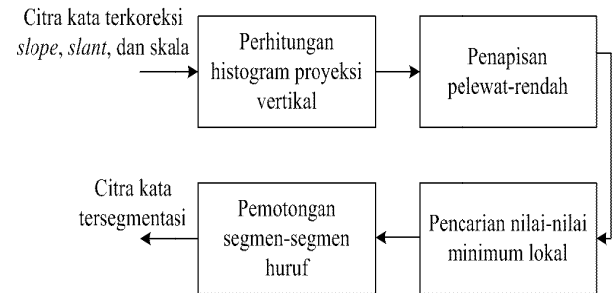 Citra kata terkoreksi
slope, slant, dan skala
Perhitungan
histogram proyeksi
vertikal
Penapisan
pelewat-rendah
Pencarian nilai-nilai
minimum lokal
Pemotongan
segmen-segmen
huruf
Citra kata
tersegmentasi